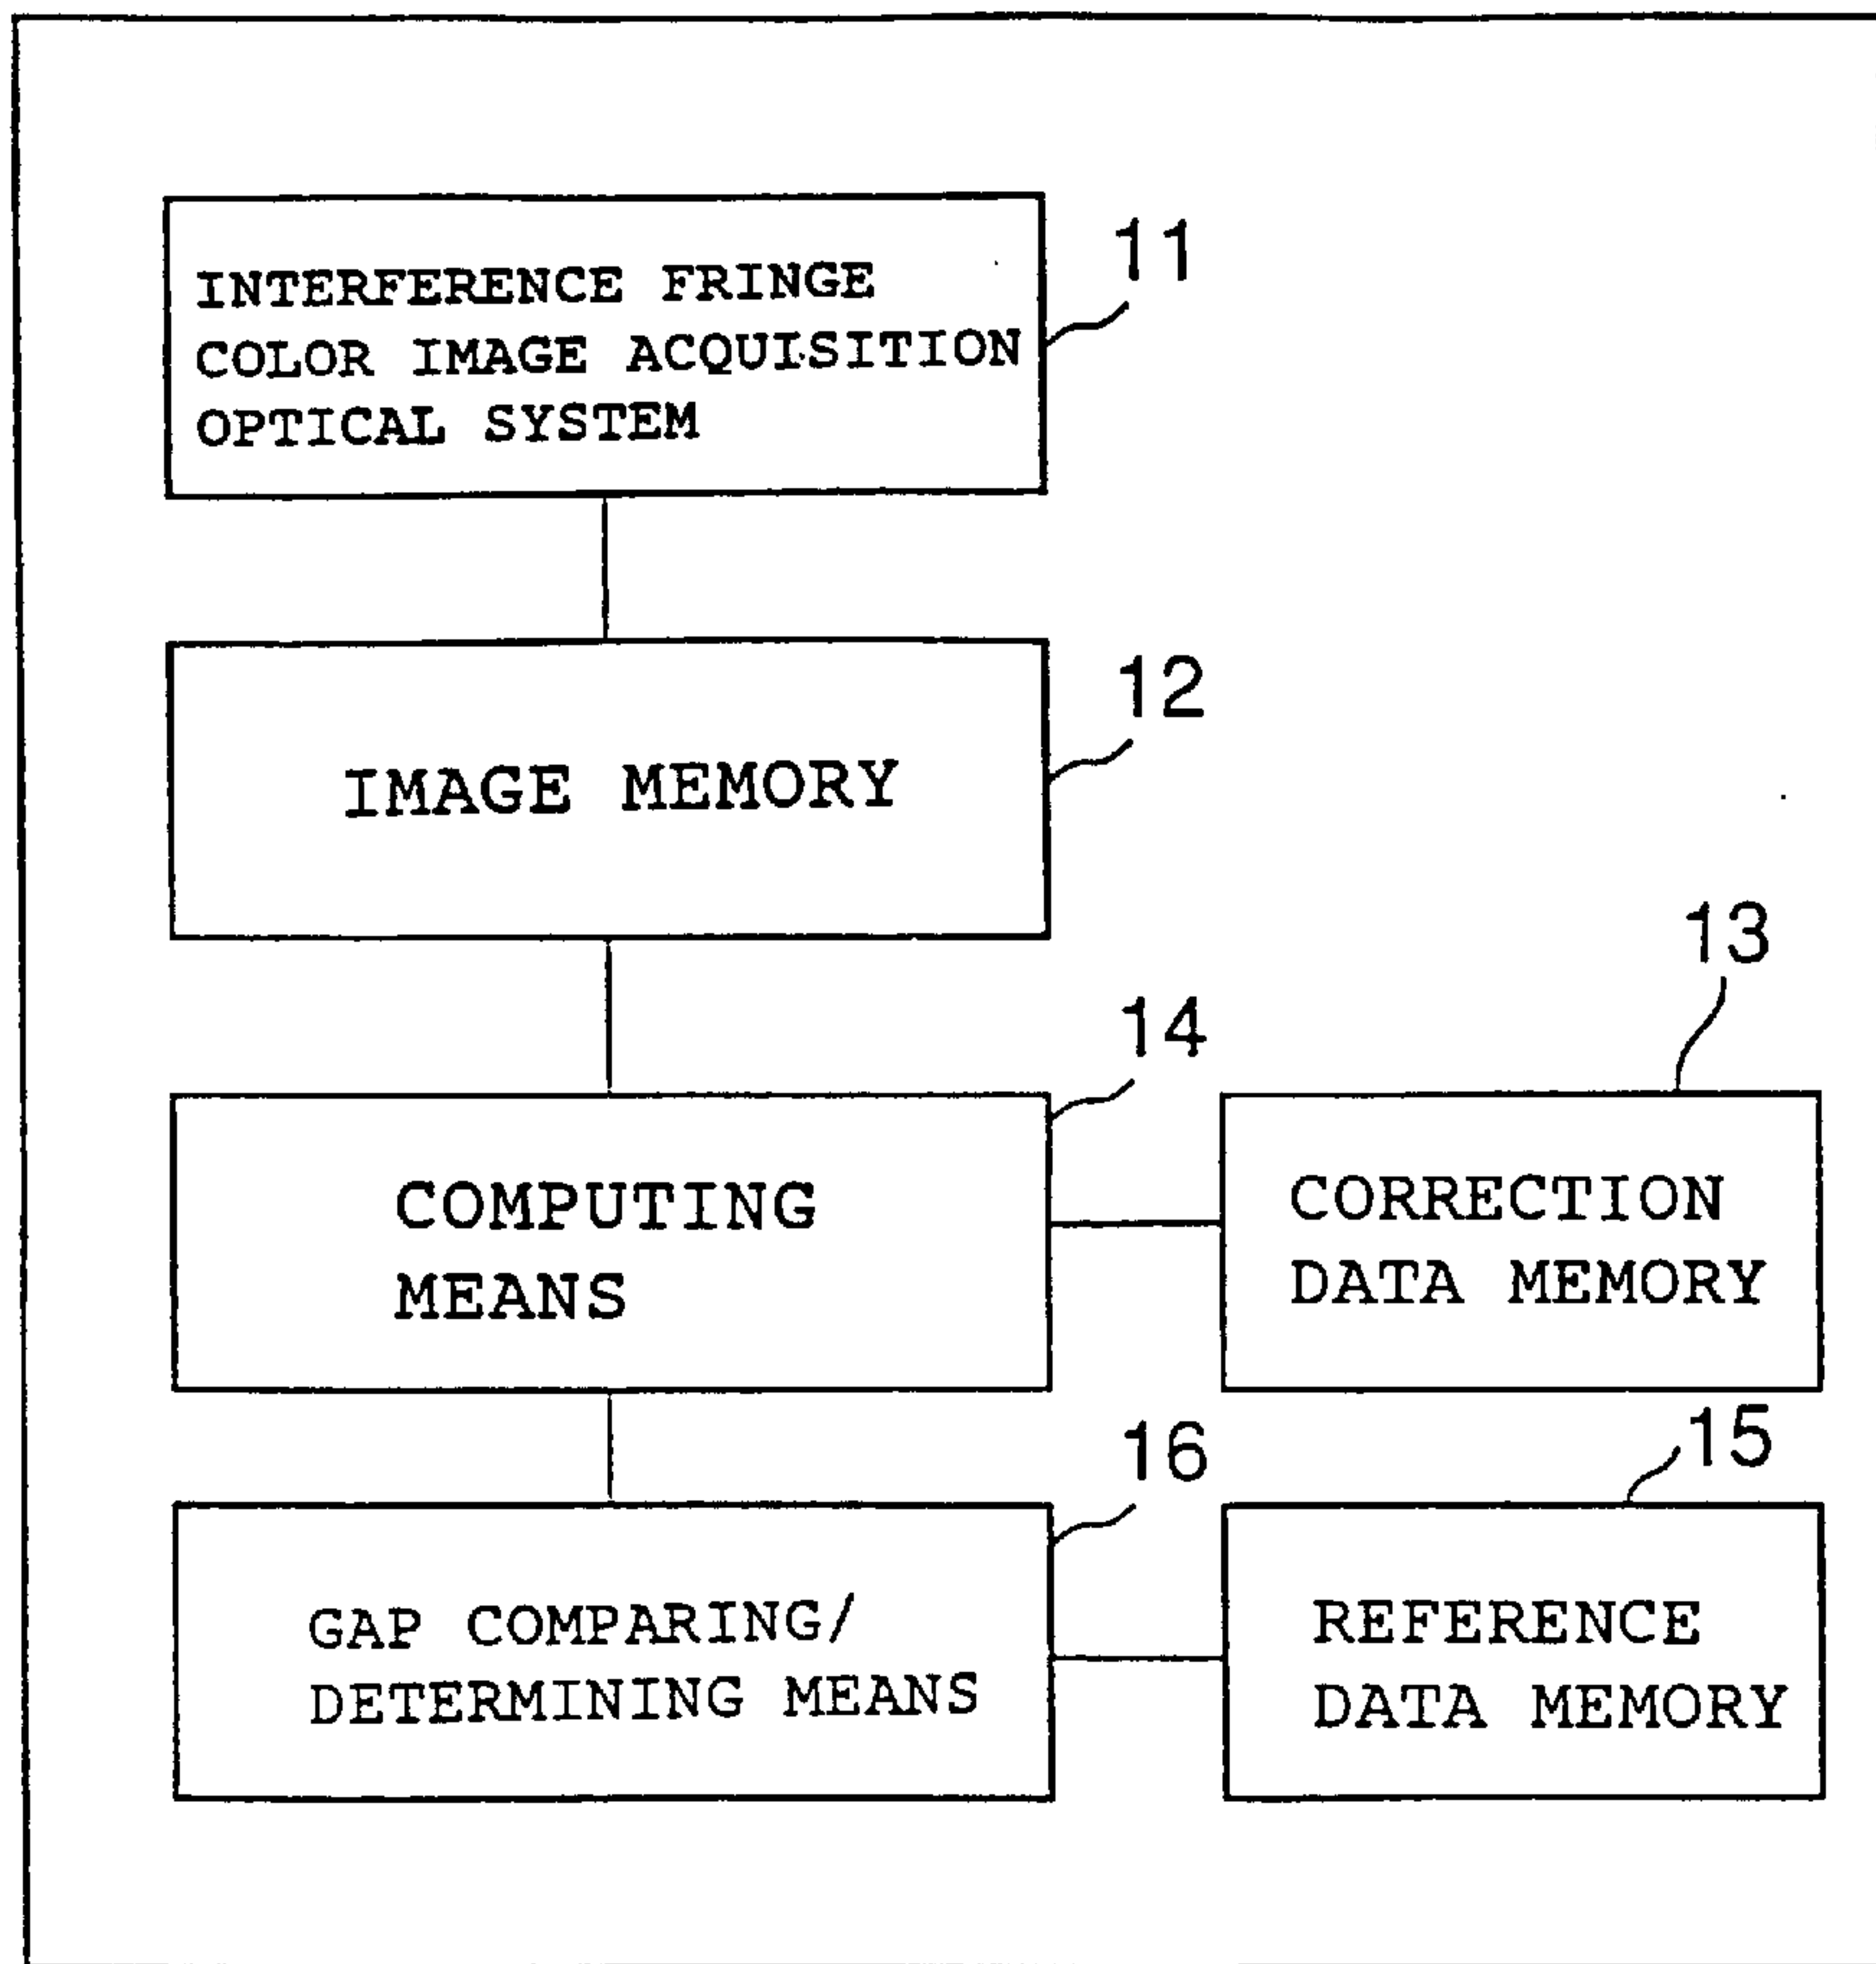 11
INTERFERENCE FRINGE
COLOR IMAGE ACQUISITION
OPTICAL SYSTEM
12
IMAGE MEMORY
13
14
COMPUTING
MEANS
CORRECTION
DATA MEMORY
15
16
GAP COMPARING/
DETERMINING MEANS
REFERENCE
DATA MEMORY